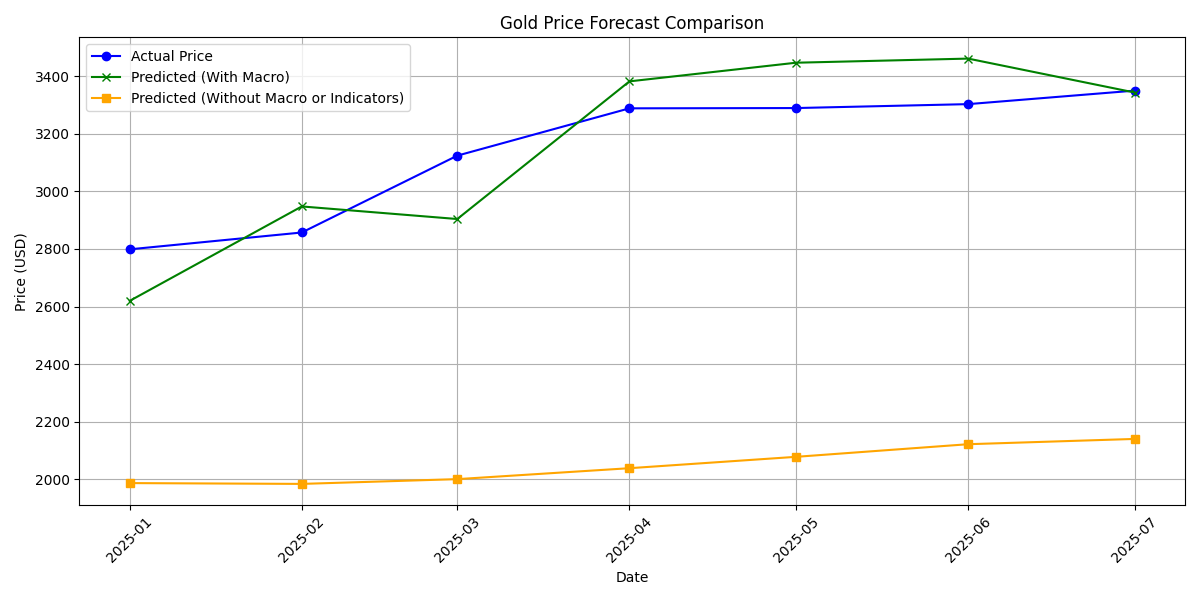 Gold Price Forecast Comparison
Actual Price
Predicted (With Macro)
Predicted (Without Macro or Indicators)
Price (USD)
3400
3200
3000
2800
2600
2400
2200
2000
2025-01
2025-02
2025-03
2025-04
2025-05
2025-06
2025-07
Date